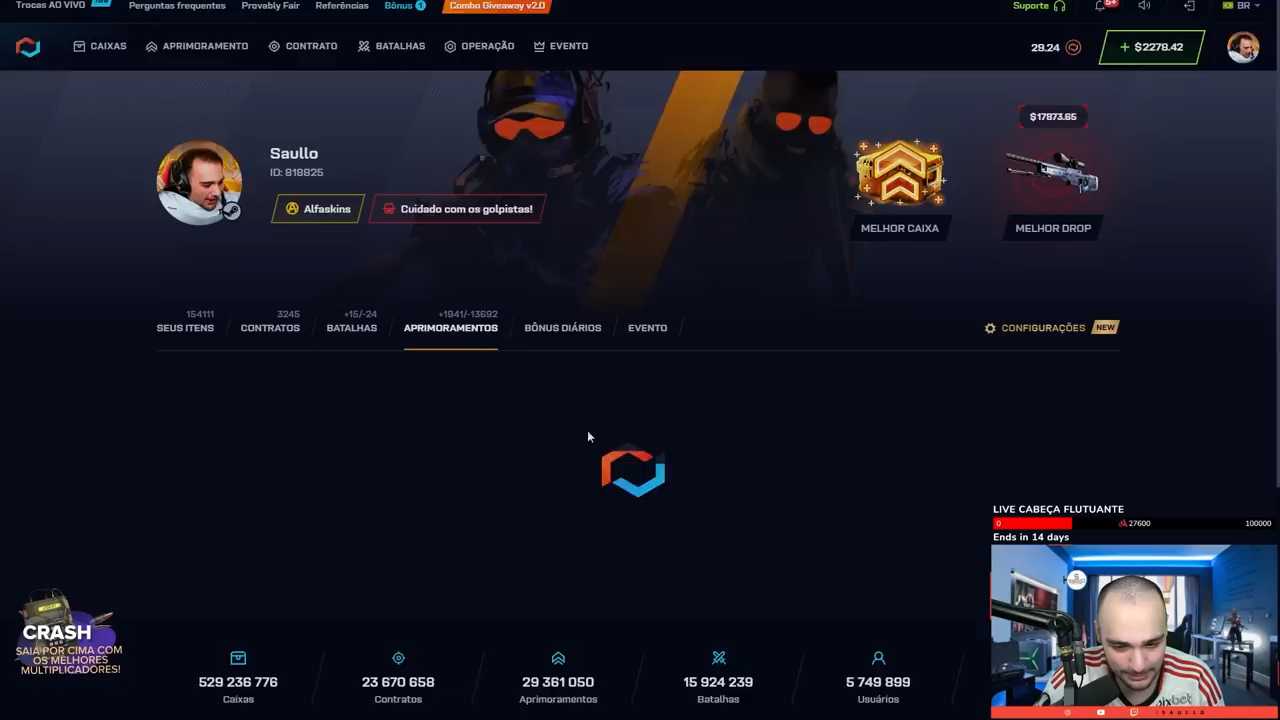 Trocas AO VIVO
Perguntas frequentes
Provably Fair
Referências
Bônus 1
Combo Giveaway v2.0
Suporte
5+
BR
CAIXAS
APRIMORAMENTO
CONTRATO
BATALHAS
OPERAÇÃO
EVENTO
29.24
+ $2278.42
$17873.65
Saullo
ID: 818825
Alfaskins
Cuidado com os golpistas!
MELHOR CAIXA
MELHOR DROP
154111
SEUS ITENS
3245
CONTRATOS
+15/-24
BATALHAS
+1941/-13692
APRIMORAMENTOS
BÔNUS DIÁRIOS
EVENTO
CONFIGURAÇÕES NEW
LIVE CABEÇA FLUTUANTE
0 27600 100000
Ends in 14 days
CRASH
SAIA POR CIMA COM
OS MELHORES
MULTIPLICADORES!
529 236 776
Caixas
23 670 658
Contratos
29 361 050
Aprimoramentos
15 924 239
Batalhas
5 749 899
Usuários
pixbet
SAULLO